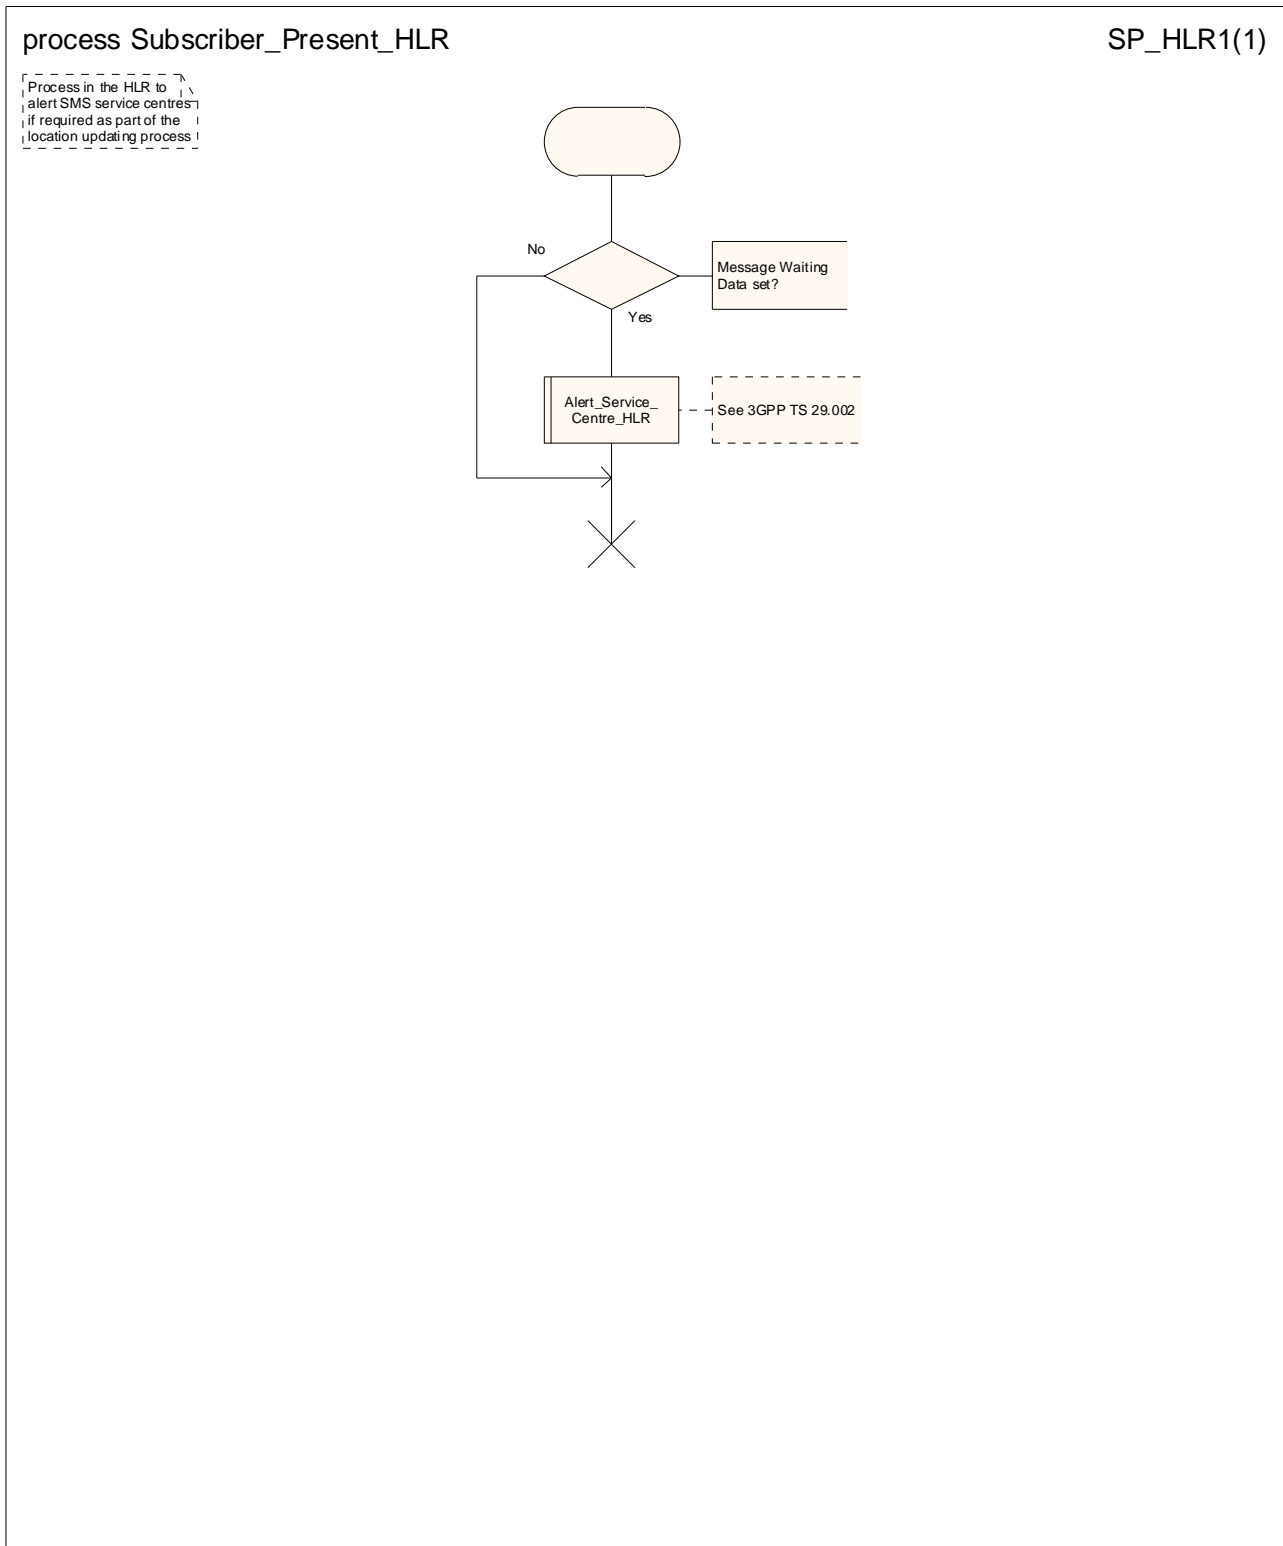 process Subscriber_Present_HLR
SP_HLR1(1)
Process in the HLR to
alert SMS service centres
if required as part of the
location updating process
No
Message Waiting
Data set?
Yes
Alert_Service_
Centre_HLR
See 3GPP TS 29.002